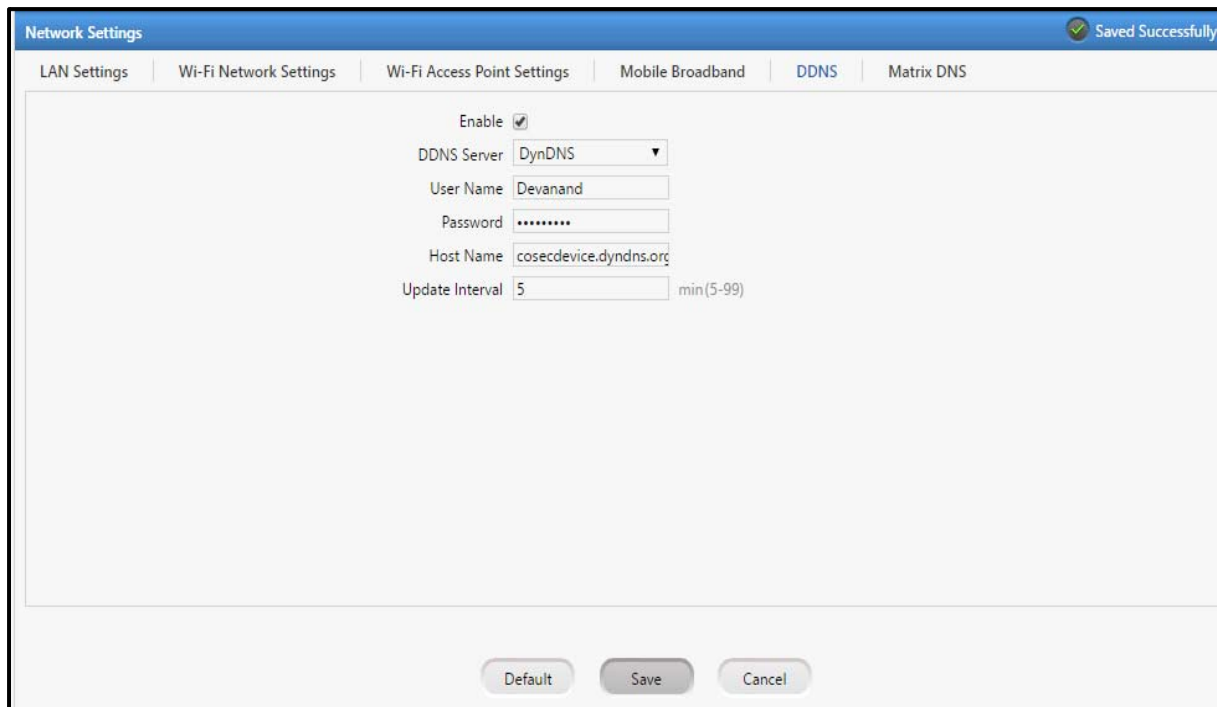 Network Settings
Saved Successfully
LAN Settings
Wi-Fi Network Settings
Wi-Fi Access Point Settings
Mobile Broadband
DDNS
Matrix DNS
Enable
DDNS Server DynDNS
User Name Devanand
Password •••••••••
Host Name cosecdevice.dyndns.org
Update Interval 5 min(5-99)
Default
Save
Cancel